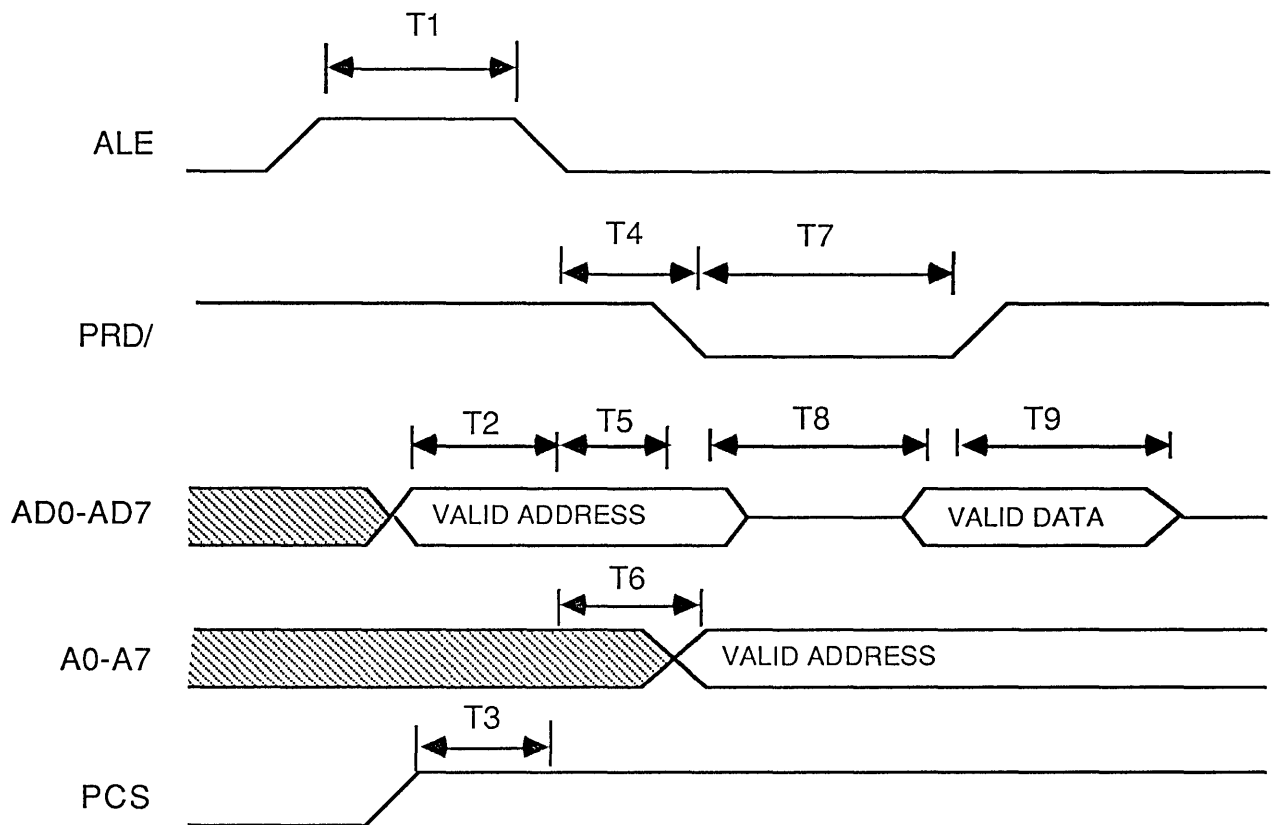 T1
ALE
T4 T7
PRD/
T2 T5 T8 T9
AD0-AD7 VALID ADDRESS VALID DATA
T6
A0-A7 VALID ADDRESS
T3
PCS